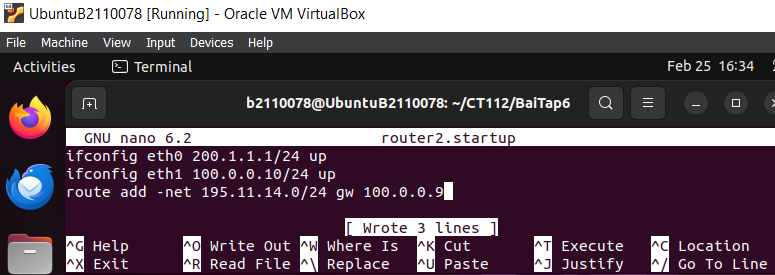 UbuntuB2110078 [Running] - Oracle VM VirtualBox
File Machine View Input Devices Help
Activities Terminal Feb 25 16:34
b2110078@UbuntuB2110078: ~/CT112/BaiTap6
GNU nano 6.2 router2.startup
ifconfig eth0 200.1.1.1/24 up
ifconfig eth1 100.0.0.10/24 up
route add -net 195.11.14.0/24 gw 100.0.0.9
[ Wrote 3 lines ]
^G Help ^O Write Out ^W Where Is ^K Cut ^T Execute ^C Location
^X Exit ^R Read File ^\ Replace ^U Paste ^J Justify ^/ Go To Line